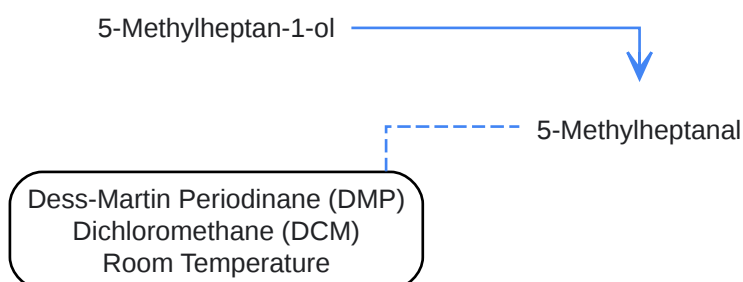 5-Methylheptan-1-ol
5-Methylheptanal
Dess-Martin Periodinane (DMP)
Dichloromethane (DCM)
Room Temperature